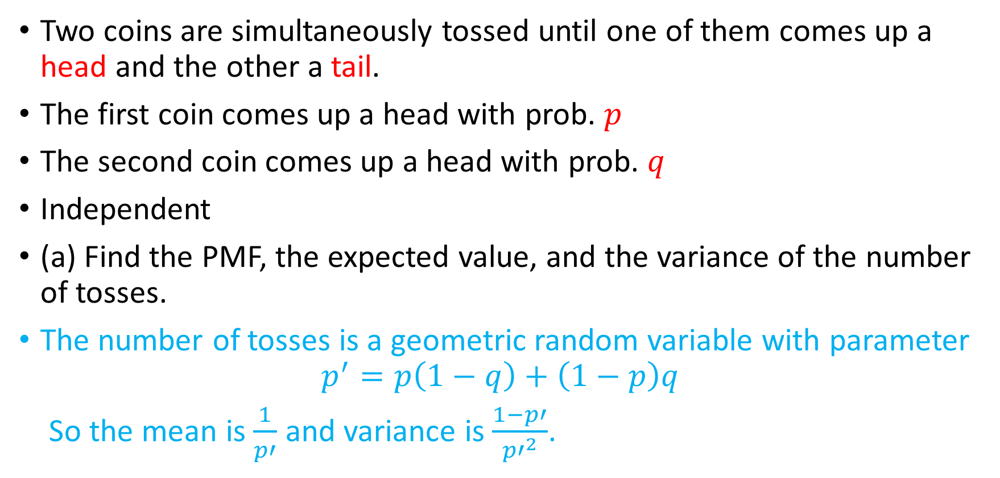 • Two coins are simultaneously tossed until one of them comes up a
head and the other a tail.
• The first coin comes up a head with prob. p
• The second coin comes up a head with prob. q
• Independent
• (a) Find the PMF, the expected value, and the variance of the number
of tosses.
• The number of tosses is a geometric random variable with parameter
p′ = p(1 − q) + (1 − p)q
So the mean is 1/p′ and variance is (1−p′)/p′².